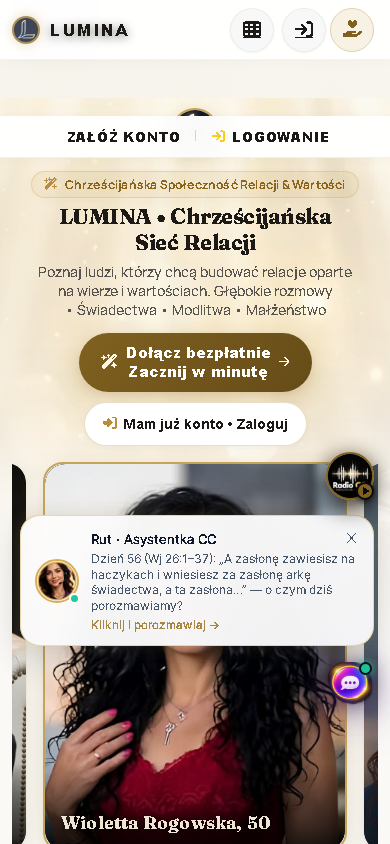 LUMINA
ZAŁÓŻ KONTO
LOGOWANIE
Chrześcijańska Społeczność Relacji & Wartości
LUMINA • Chrześcijańska
Sieć Relacji
Poznaj ludzi, którzy chcą budować relacje oparte
na wierze i wartościach. Głębokie rozmowy
• Świadectwa • Modlitwa • Małżeństwo
Dołącz bezpłatnie
Zacznij w minutę
Mam już konto • Zaloguj
Radio
Rut · Asystentka CC
Dzień 56 (Wj 26:1–37): „A zasłonę zawiesisz na
haczykach i wniesiesz za zasłonę arkę
świadectwa, a ta zasłona...” — o czym dziś
porozmawiamy?
Kliknij i porozmawiaj →
Wioletta Rogowska, 50